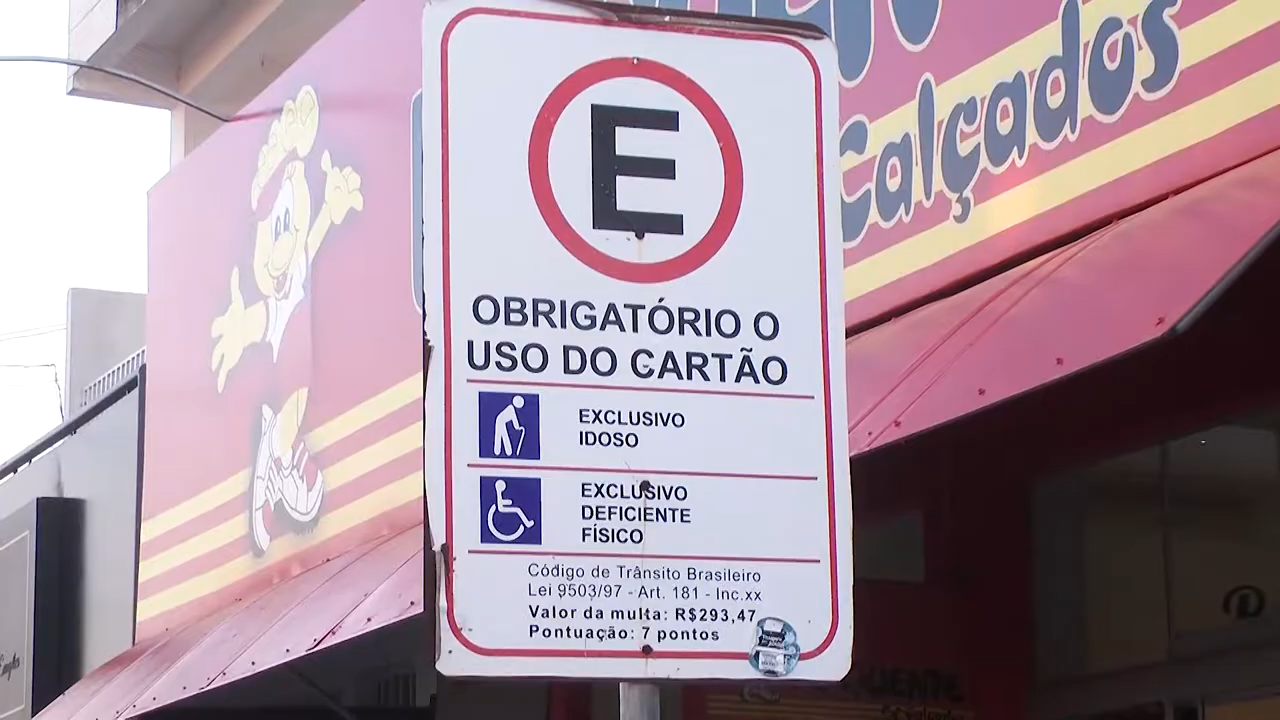 Calçados
E
OBRIGATÓRIO O
USO DO CARTÃO
EXCLUSIVO
IDOSO
EXCLUSIVO
DEFICIENTE
FÍSICO
Código de Trânsito Brasileiro
Lei 9503/97 - Art. 181 - Inc.xx
Valor da multa: R$293,47
Pontuação: 7 pontos